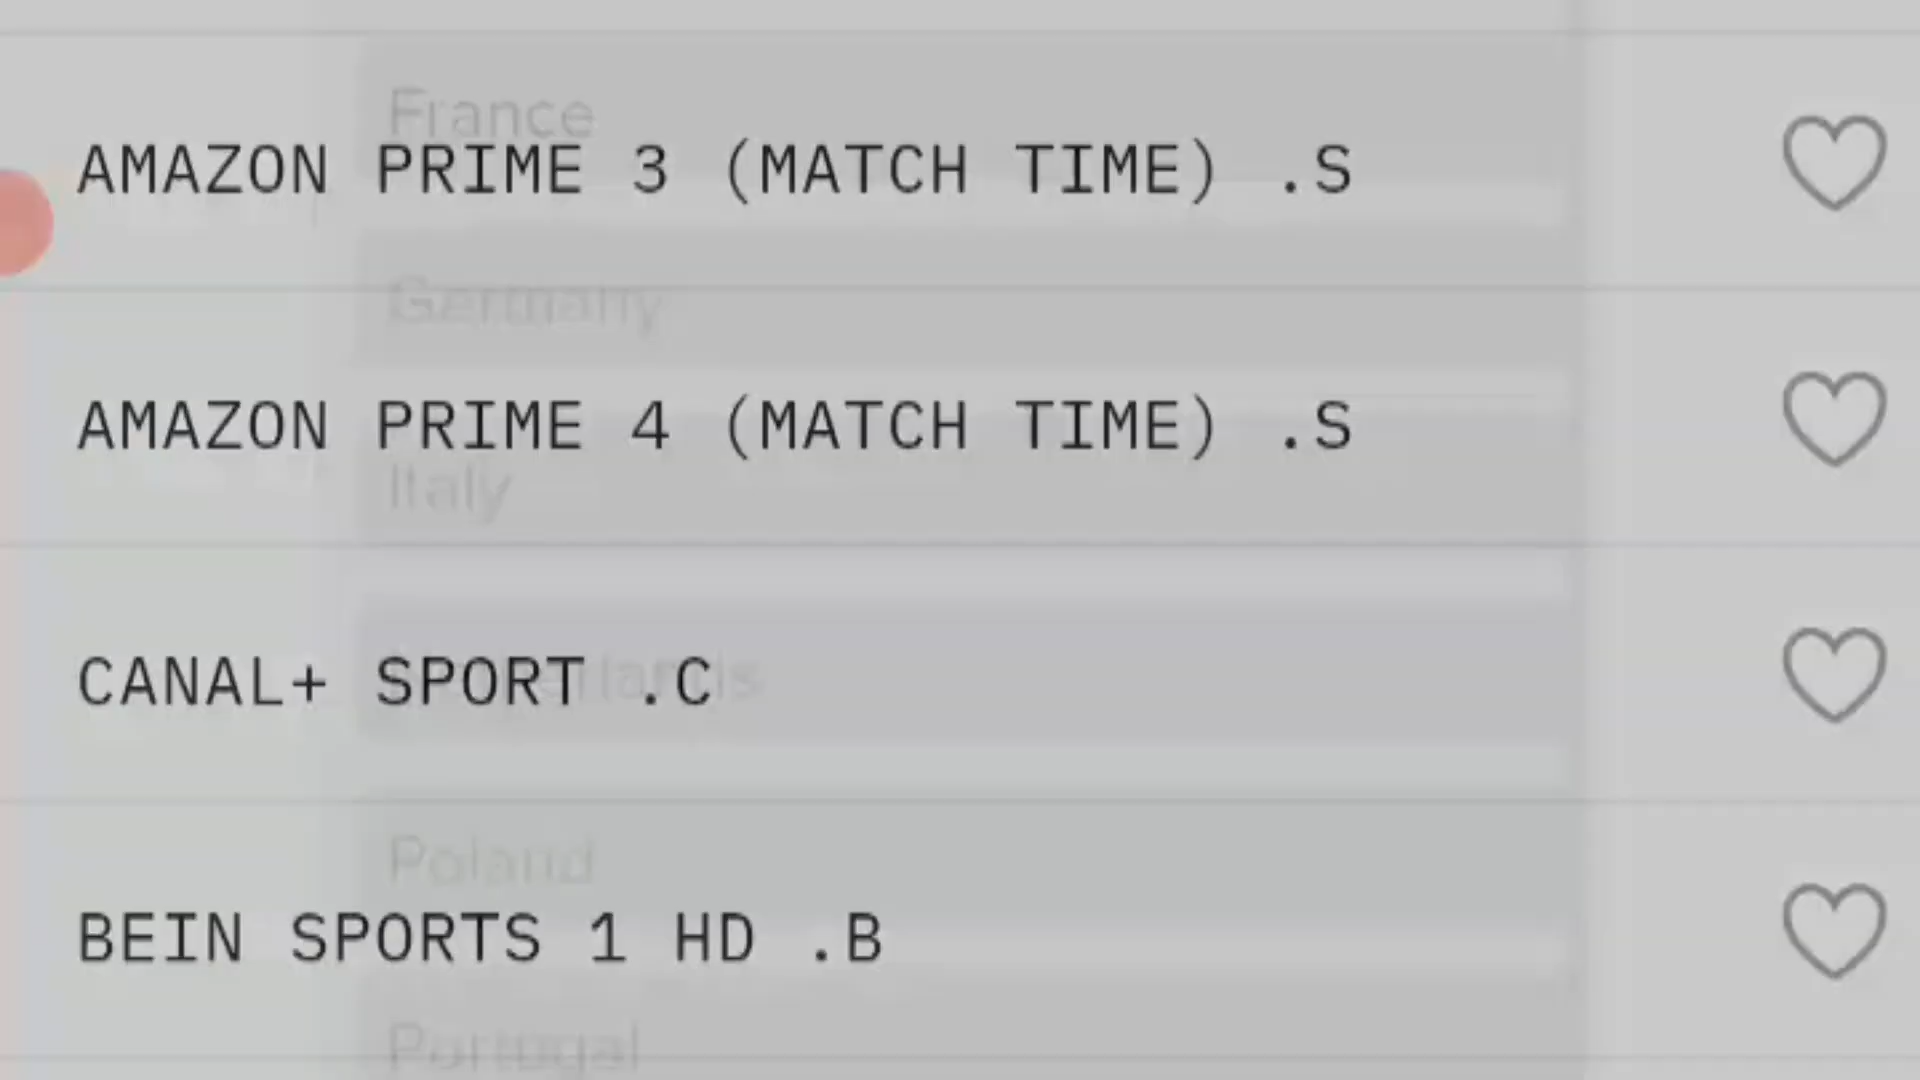 France
AMAZON PRIME 3 (MATCH TIME) .S
Germany
AMAZON PRIME 4 (MATCH TIME) .S
Italy
CANAL+ SPORT .C
Poland
BEIN SPORTS 1 HD .B
Portugal